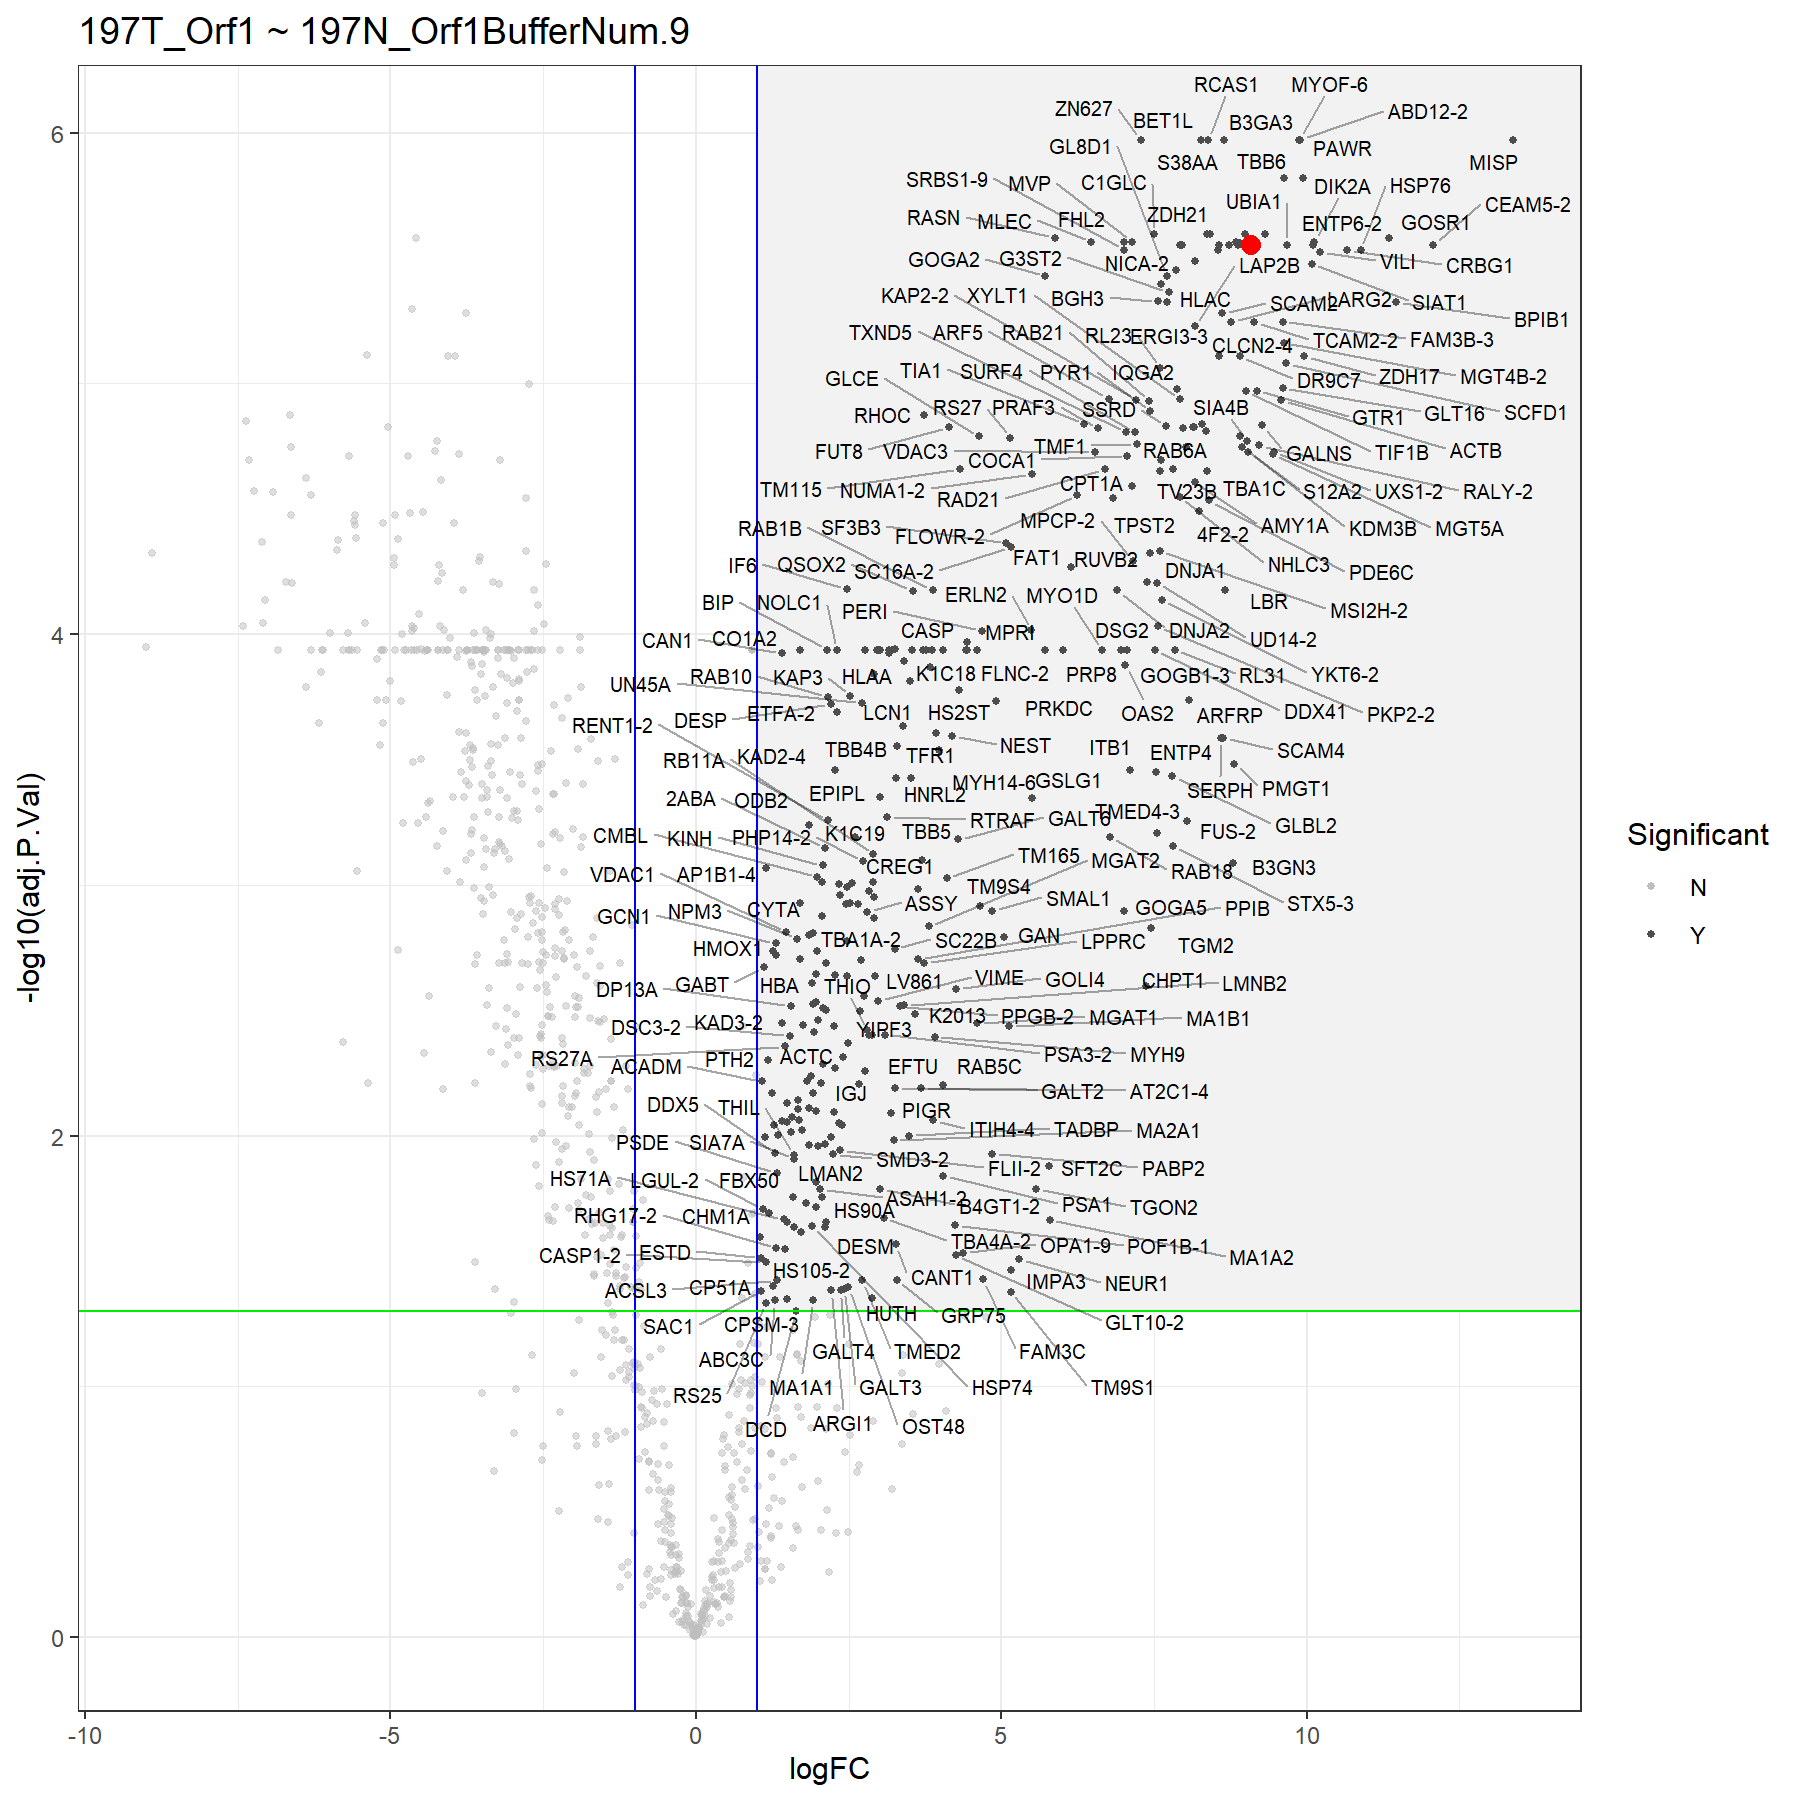 197T_Orf1 ~ 197N_Orf1BufferNum.9
RCAS1 MYOF-6
ZN627 BET1L B3GA3 ABD12-2
GL8D1 S38AA TBB6 PAWR MISP
SRBS1-9 MVP C1GLC UBIA1 DIK2A HSP76 CEAM5-2
RASN MLEC FHL2 ZDH21 ENTP6-2 GOSR1
GOGA2 G3ST2 NICA-2 LAP2B VILI CRBG1
KAP2-2 XYLT1 BGH3 HLAC SCAM2 LARG2 SIAT1 BPIB1
TXND5 ARF5 RAB21 RL23 ERGI3-3 CLCN2-4 TCAM2-2 FAM3B-3
GLCE TIA1 SURF4 PYR1 IQGA2 DR9C7 ZDH17 MGT4B-2
RHOC RS27 PRAF3 SSRD SIA4B GTR1 GLT16 SCFD1
FUT8 VDAC3 COCA1 TMF1 RAB6A GALNS TIF1B ACTB
TM115 NUMA1-2 RAD21 CPT1A TV23B TBA1C S12A2 UXS1-2 RALY-2
RAB1B SF3B3 FLOWR-2 MPCP-2 TPST2 4F2-2 AMY1A KDM3B MGT5A
IF6 QSOX2 SC16A-2 FAT1 RUVB2 DNJA1 NHLC3 PDE6C
BIP NOLC1 PERI ERLN2 MYO1D LBR MSI2H-2
CAN1 CO1A2 CASP MPRI DSG2 DNJA2 UD14-2
UN45A RAB10 KAP3 HLAA K1C18 FLNC-2 PRP8 GOGB1-3 RL31 YKT6-2
RENT1-2 DESP ETFA-2 LCN1 HS2ST PRKDC OAS2 ARFRP DDX41 PKP2-2
RB11A KAD2-4 TBB4B TFR1 NEST ITB1 ENTP4 SCAM4
2ABA ODB2 EPIPL HNRL2 MYH14-6 GSLG1 SERPH PMGT1
CMBL KINH PHP14-2 K1C19 TBB5 RTRAF GALT6 TMED4-3 FUS-2 GLBL2
VDAC1 AP1B1-4 CREG1 TM165 MGAT2 RAB18 B3GN3
GCN1 NPM3 CYTA ASSY TM9S4 SMAL1 GOGA5 PPIB STX5-3
HMOX1 TBA1A-2 SC22B GAN LPPRC TGM2
DP13A GABT HBA THIO LV861 VIME GOLI4 CHPT1 LMNB2
DSC3-2 KAD3-2 YIPF3 K2013 PPGB-2 MGAT1 MA1B1
RS27A ACADM PTH2 ACTC EFTU RAB5C PSA3-2 MYH9
DDX5 THIL IGJ PIGR GALT2 AT2C1-4
PSDE SIA7A ITIH4-4 TADBP MA2A1
HS71A LGUL-2 FBX50 LMAN2 SMD3-2 FLII-2 SFT2C PABP2
RHG17-2 CHM1A HS90A ASAH1-2 B4GT1-2 PSA1 TGON2
CASP1-2 ESTD DESM TBA4A-2 OPA1-9 POF1B-1 MA1A2
ACSL3 CP51A HS105-2 CANT1 IMPA3 NEUR1
SAC1 CPSM-3 HUTH GRP75 GLT10-2
ABC3C GALT4 TMED2 FAM3C
RS25 MA1A1 GALT3 HSP74 TM9S1
DCD ARGI1 OST48
6
4
2
0
-log10(adj.P.Val)
-10 -5 0 5 10
logFC
Significant
N
Y